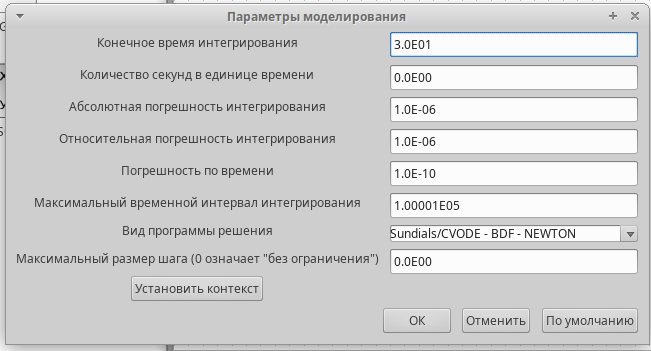 Параметры моделирования
Конечное время интегрирования 3.0E01
Количество секунд в единице времени 0.0E00
Абсолютная погрешность интегрирования 1.0E-06
Относительная погрешность интегрирования 1.0E-06
Погрешность по времени 1.0E-10
Максимальный временной интервал интегрирования 1.00001E05
Вид программы решения Sundials/CVODE - BDF - NEWTON
Максимальный размер шага (0 означает "без ограничения") 0.0E00
Установить контекст
ОК Отменить По умолчанию